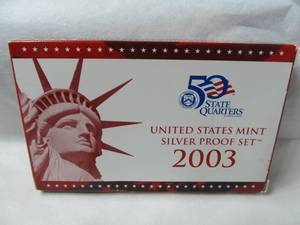 50
STATE
QUARTERS
UNITED STATES MINT
SILVER PROOF SET™
2003